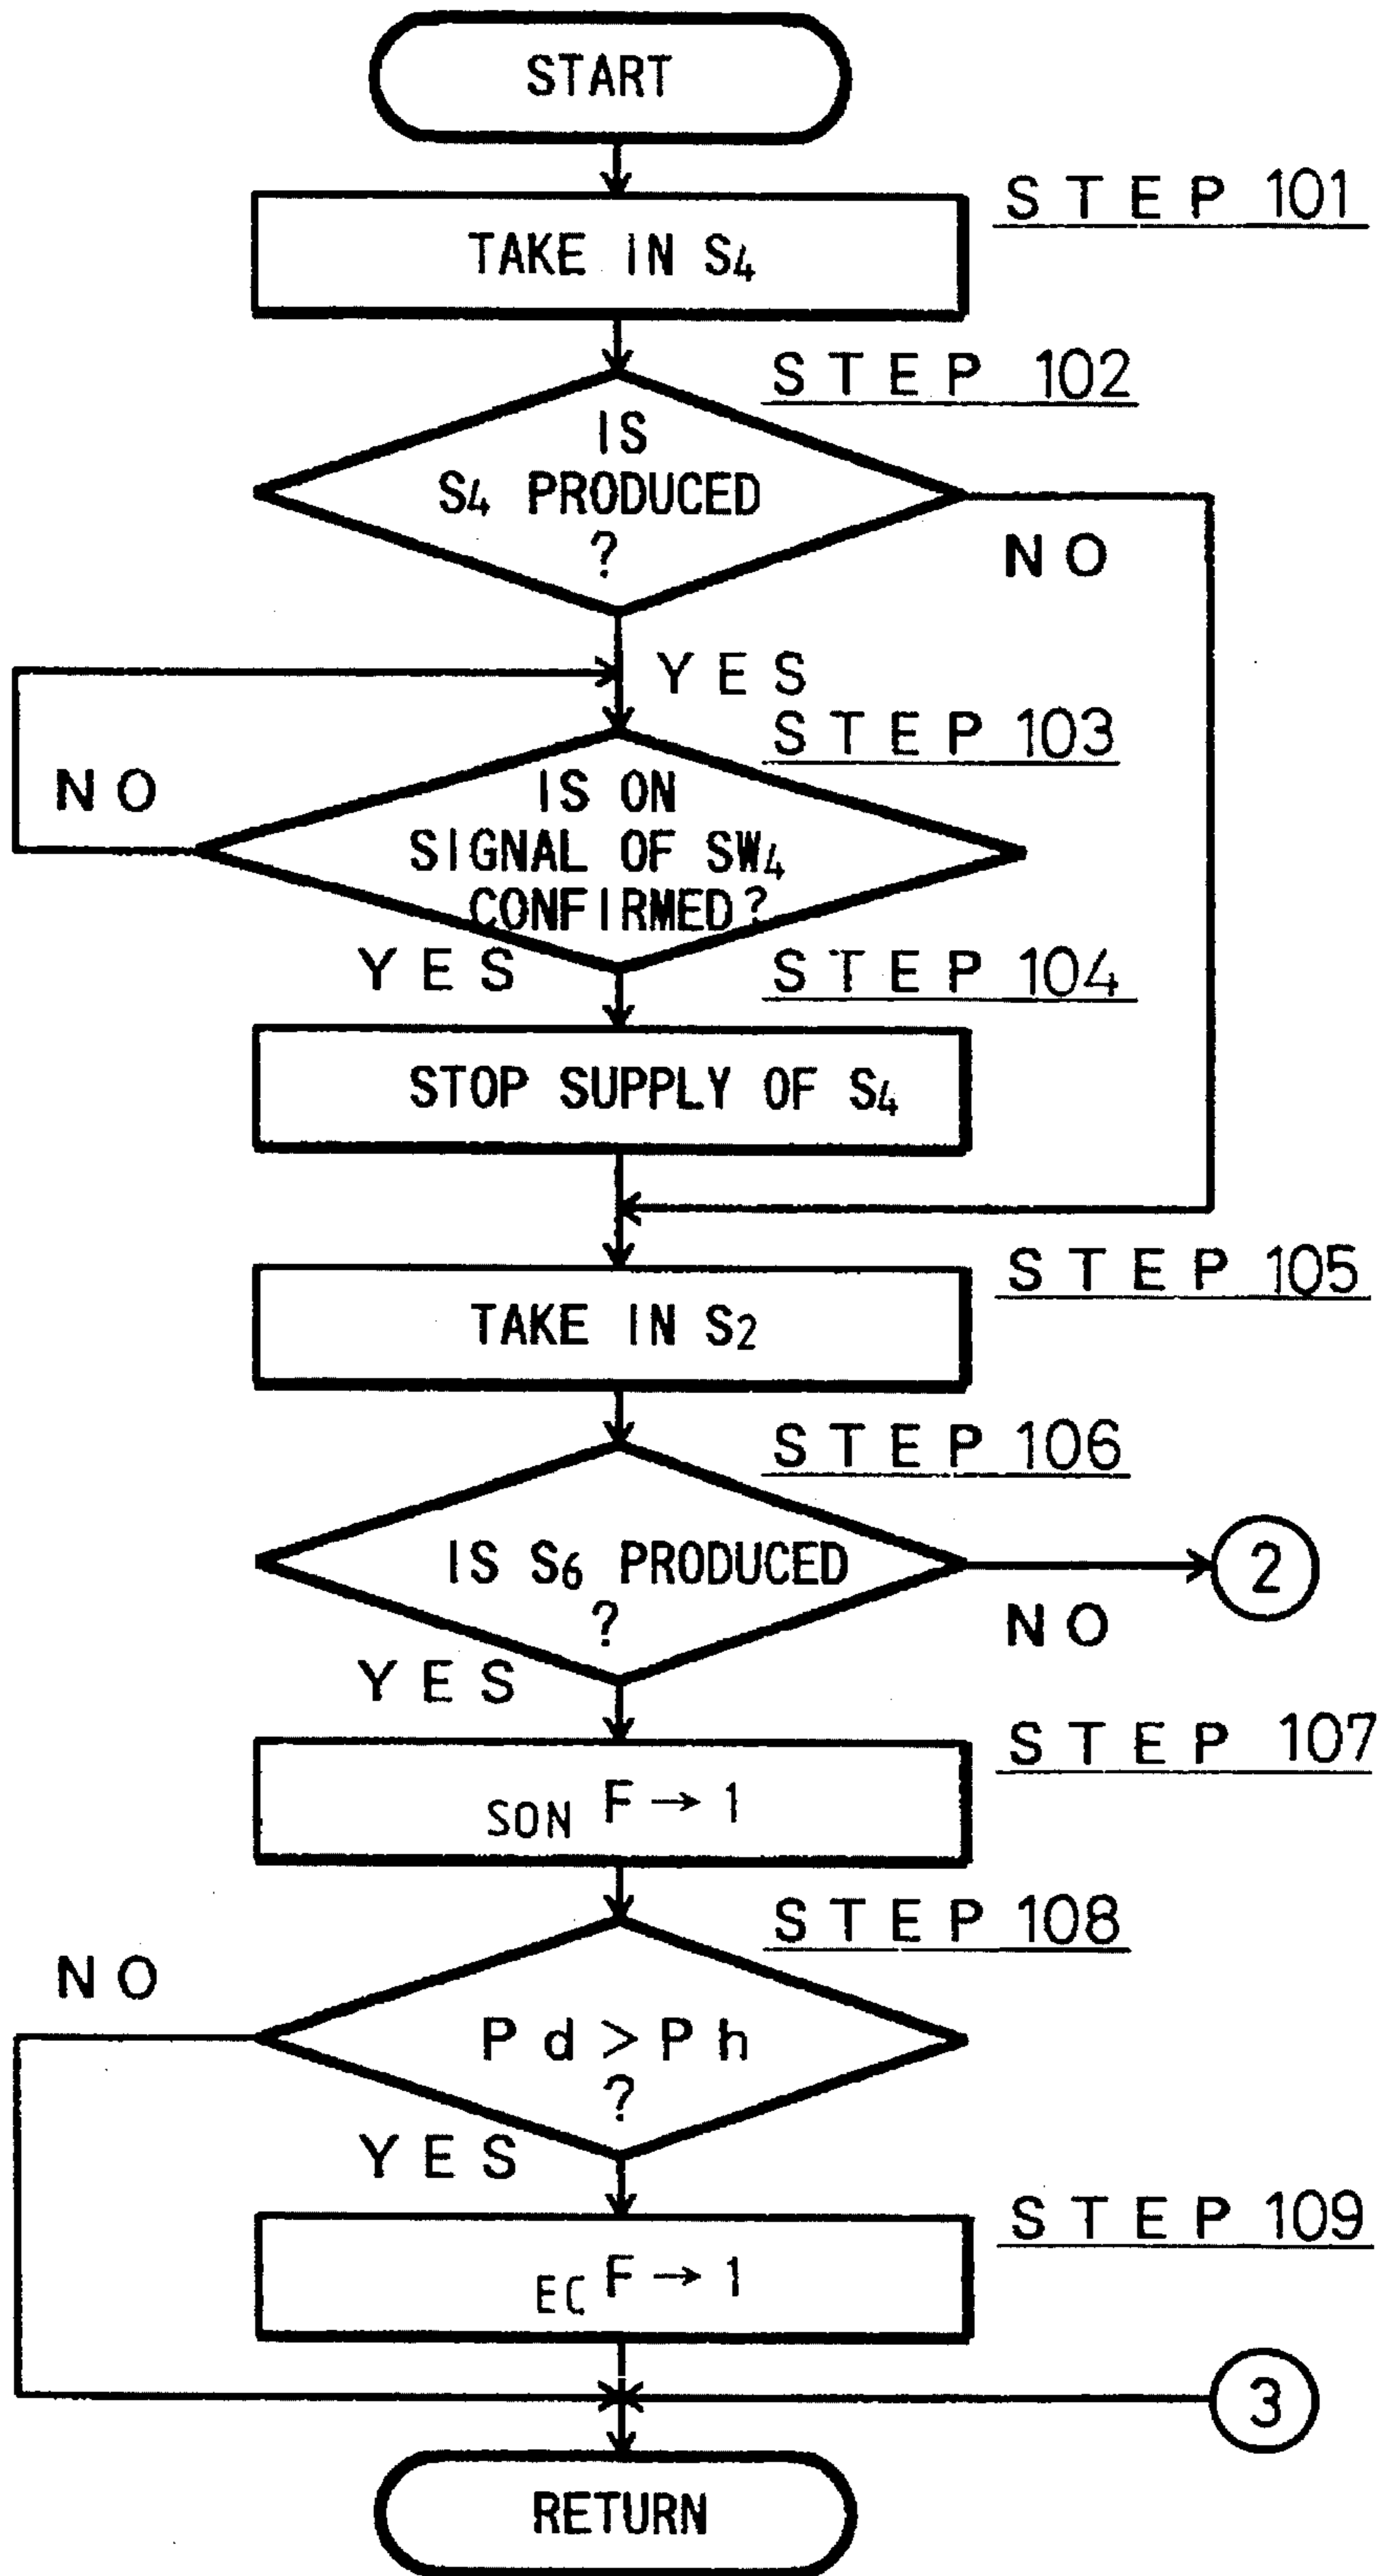 START
STEP 101
TAKE IN S4
STEP 102
IS
S4 PRODUCED
?
NO
YES
STEP 103
NO
IS ON
SIGNAL OF SW4
CONFIRMED?
YES
STEP 104
STOP SUPPLY OF S4
STEP 105
TAKE IN S2
STEP 106
IS S6 PRODUCED
?
2
NO
YES
STEP 107
SON F → 1
STEP 108
NO
Pd > Ph
?
YES
STEP 109
EC F → 1
3
RETURN